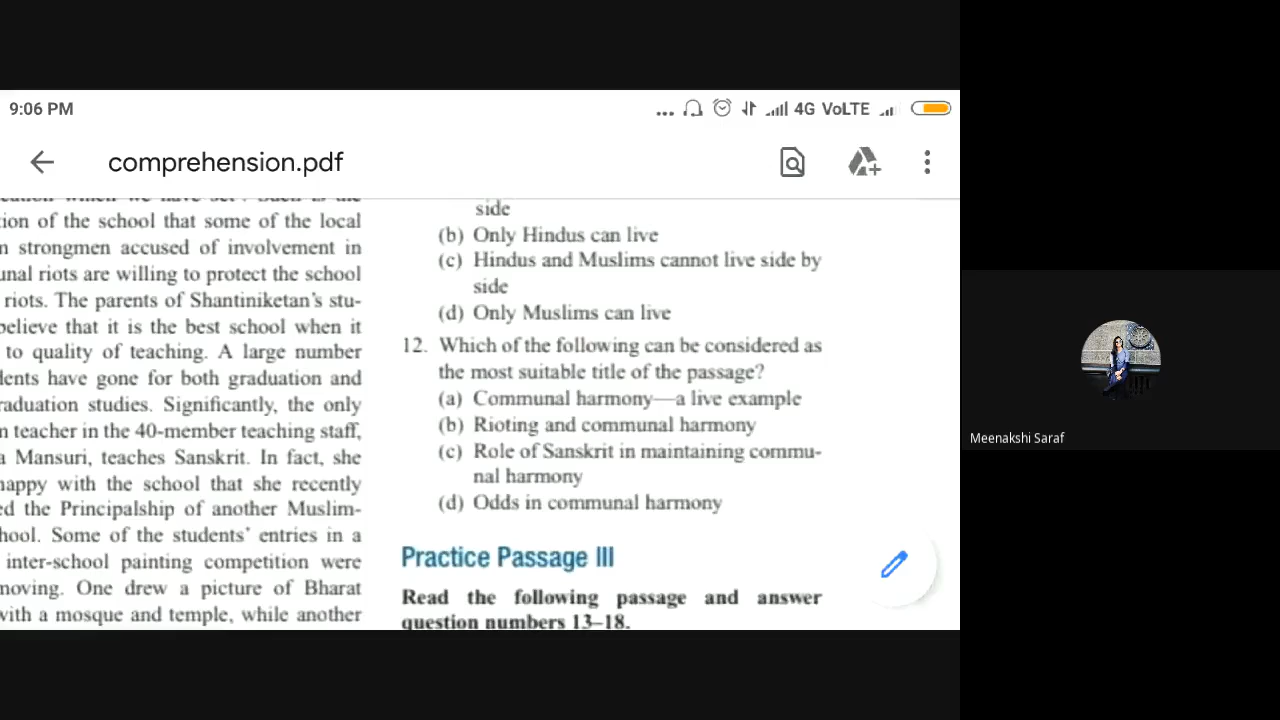 9:06 PM
... 4G VoLTE
comprehension.pdf
which we have set'. Such is the
tion of the school that some of the local
n strongmen accused of involvement in
unal riots are willing to protect the school
riots. The parents of Shantiniketan's stu-
believe that it is the best school when it
to quality of teaching. A large number
dents have gone for both graduation and
raduation studies. Significantly, the only
n teacher in the 40-member teaching staff,
a Mansuri, teaches Sanskrit. In fact, she
happy with the school that she recently
ed the Principalship of another Muslim-
hool. Some of the students' entries in a
inter-school painting competition were
moving. One drew a picture of Bharat
with a mosque and temple, while another
side
(b) Only Hindus can live
(c) Hindus and Muslims cannot live side by
side
(d) Only Muslims can live
12. Which of the following can be considered as
the most suitable title of the passage?
(a) Communal harmony—a live example
(b) Rioting and communal harmony
(c) Role of Sanskrit in maintaining commu-
nal harmony
(d) Odds in communal harmony
Practice Passage III
Read the following passage and answer
question numbers 13–18.
Meenakshi Saraf